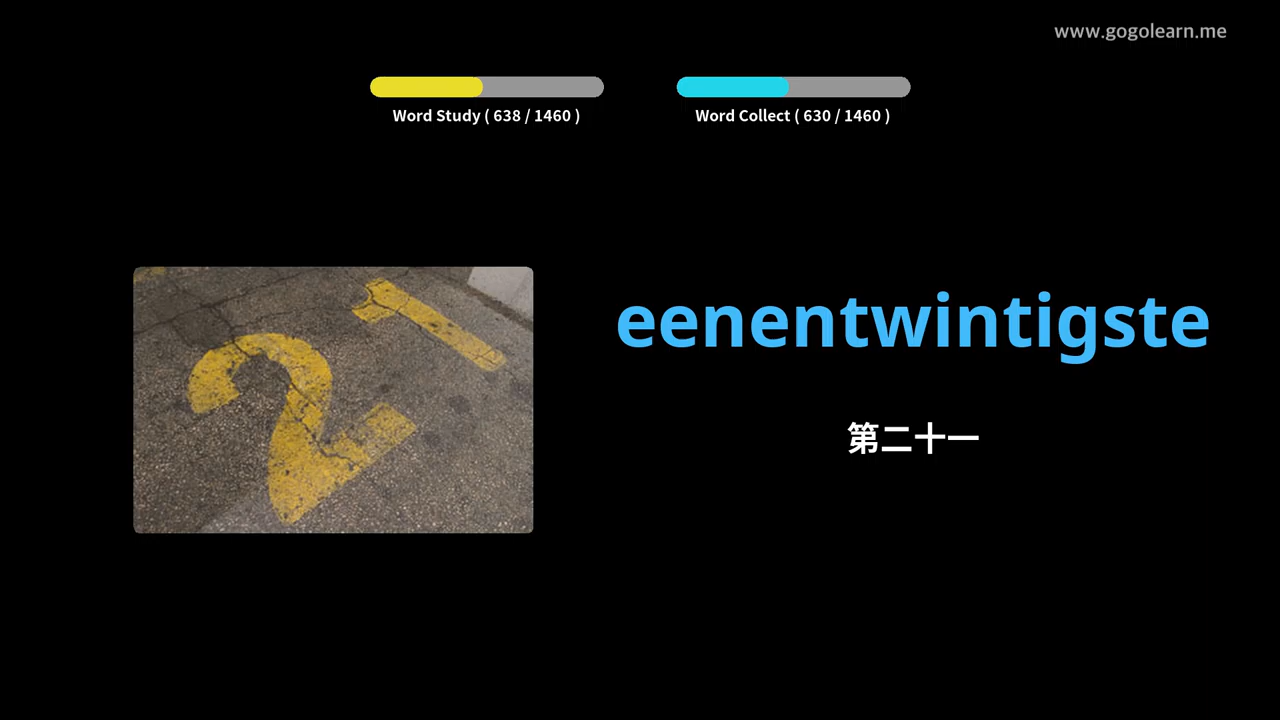 www.gogolearn.me
Word Study ( 638 / 1460 )
Word Collect ( 630 / 1460 )
21
eenentwintigste
第二十一